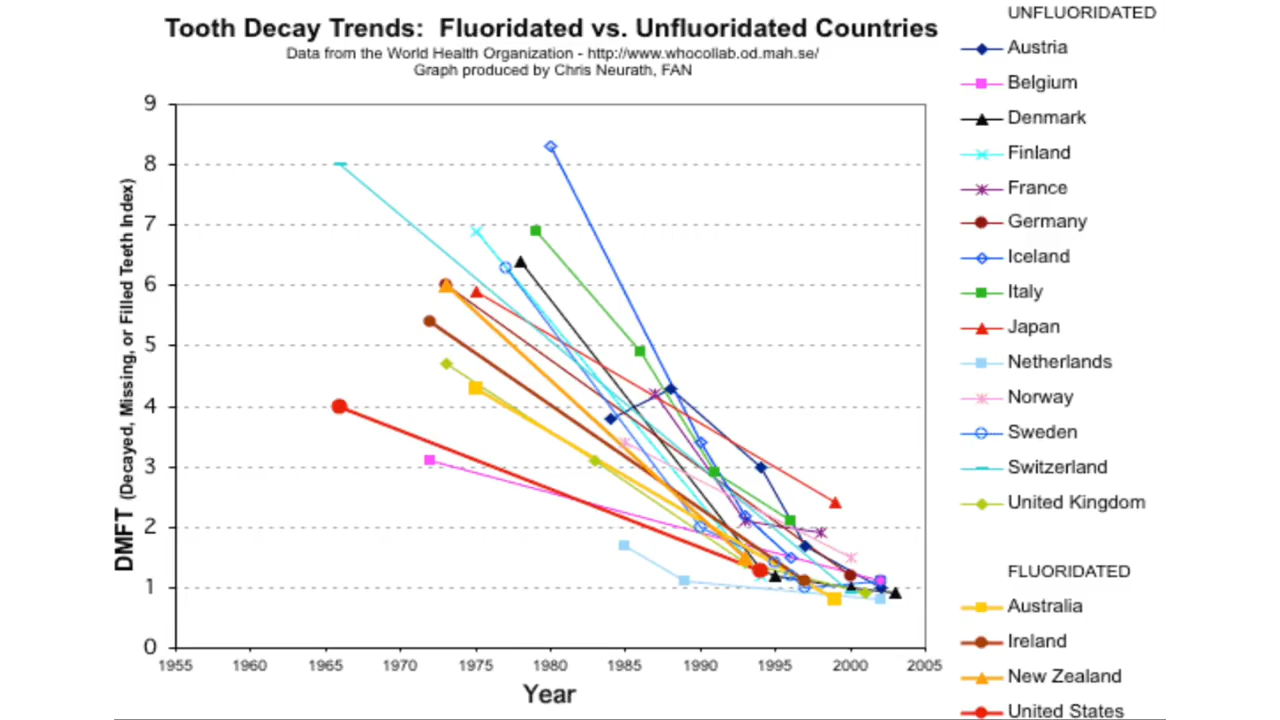 Tooth Decay Trends: Fluoridated vs. Unfluoridated Countries
Data from the World Health Organization - http://www.whocollab.od.mah.se/
Graph produced by Chris Neurath, FAN
DMFT (Decayed, Missing, or Filled Teeth Index)
9
8
7
6
5
4
3
2
1
0
1955 1960 1965 1970 1975 1980 1985 1990 1995 2000 2005
Year
UNFLUORIDATED
Austria
Belgium
Denmark
Finland
France
Germany
Iceland
Italy
Japan
Netherlands
Norway
Sweden
Switzerland
United Kingdom
FLUORIDATED
Australia
Ireland
New Zealand
United States